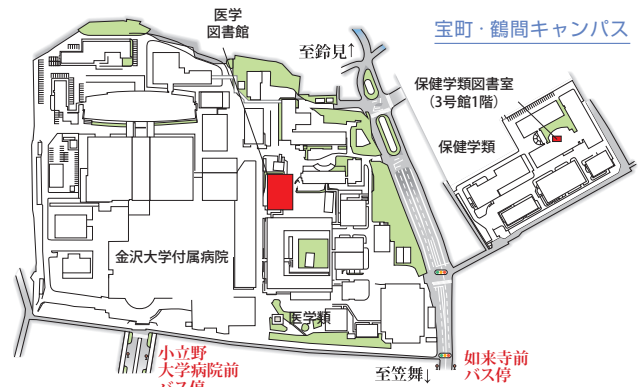 宝町・鶴間キャンパス
医学
図書館
至鈴見↑
保健学類図書室
（3号館1階）
保健学類
金沢大学付属病院
医学類
小立野
大学病院前
バス停
至笠舞↓
如来寺前
バス停